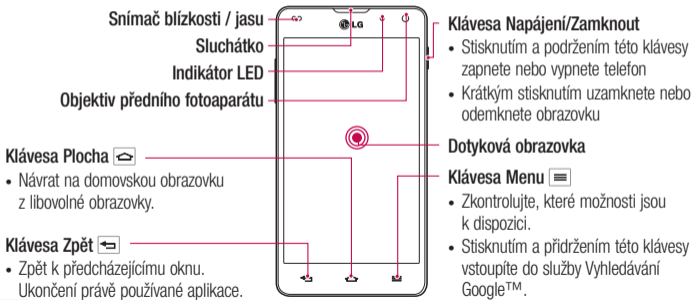 Snímač blízkosti / jasu
Sluchátko
Indikátor LED
Objektiv předního fotoaparátu
Klávesa Plocha
• Návrat na domovskou obrazovku
z libovolné obrazovky.
Klávesa Zpět
• Zpět k předcházejícímu oknu.
Ukončení právě používané aplikace.
LG
Klávesa Napájení/Zamknout
• Stisknutím a podržením této klávesy
zapnete nebo vypnete telefon
• Krátkým stisknutím uzamknete nebo
odemknete obrazovku
Dotyková obrazovka
Klávesa Menu
• Zkontrolujte, které možnosti jsou
k dispozici.
• Stisknutím a přidržením této klávesy
vstoupíte do služby Vyhledávání
Google™.